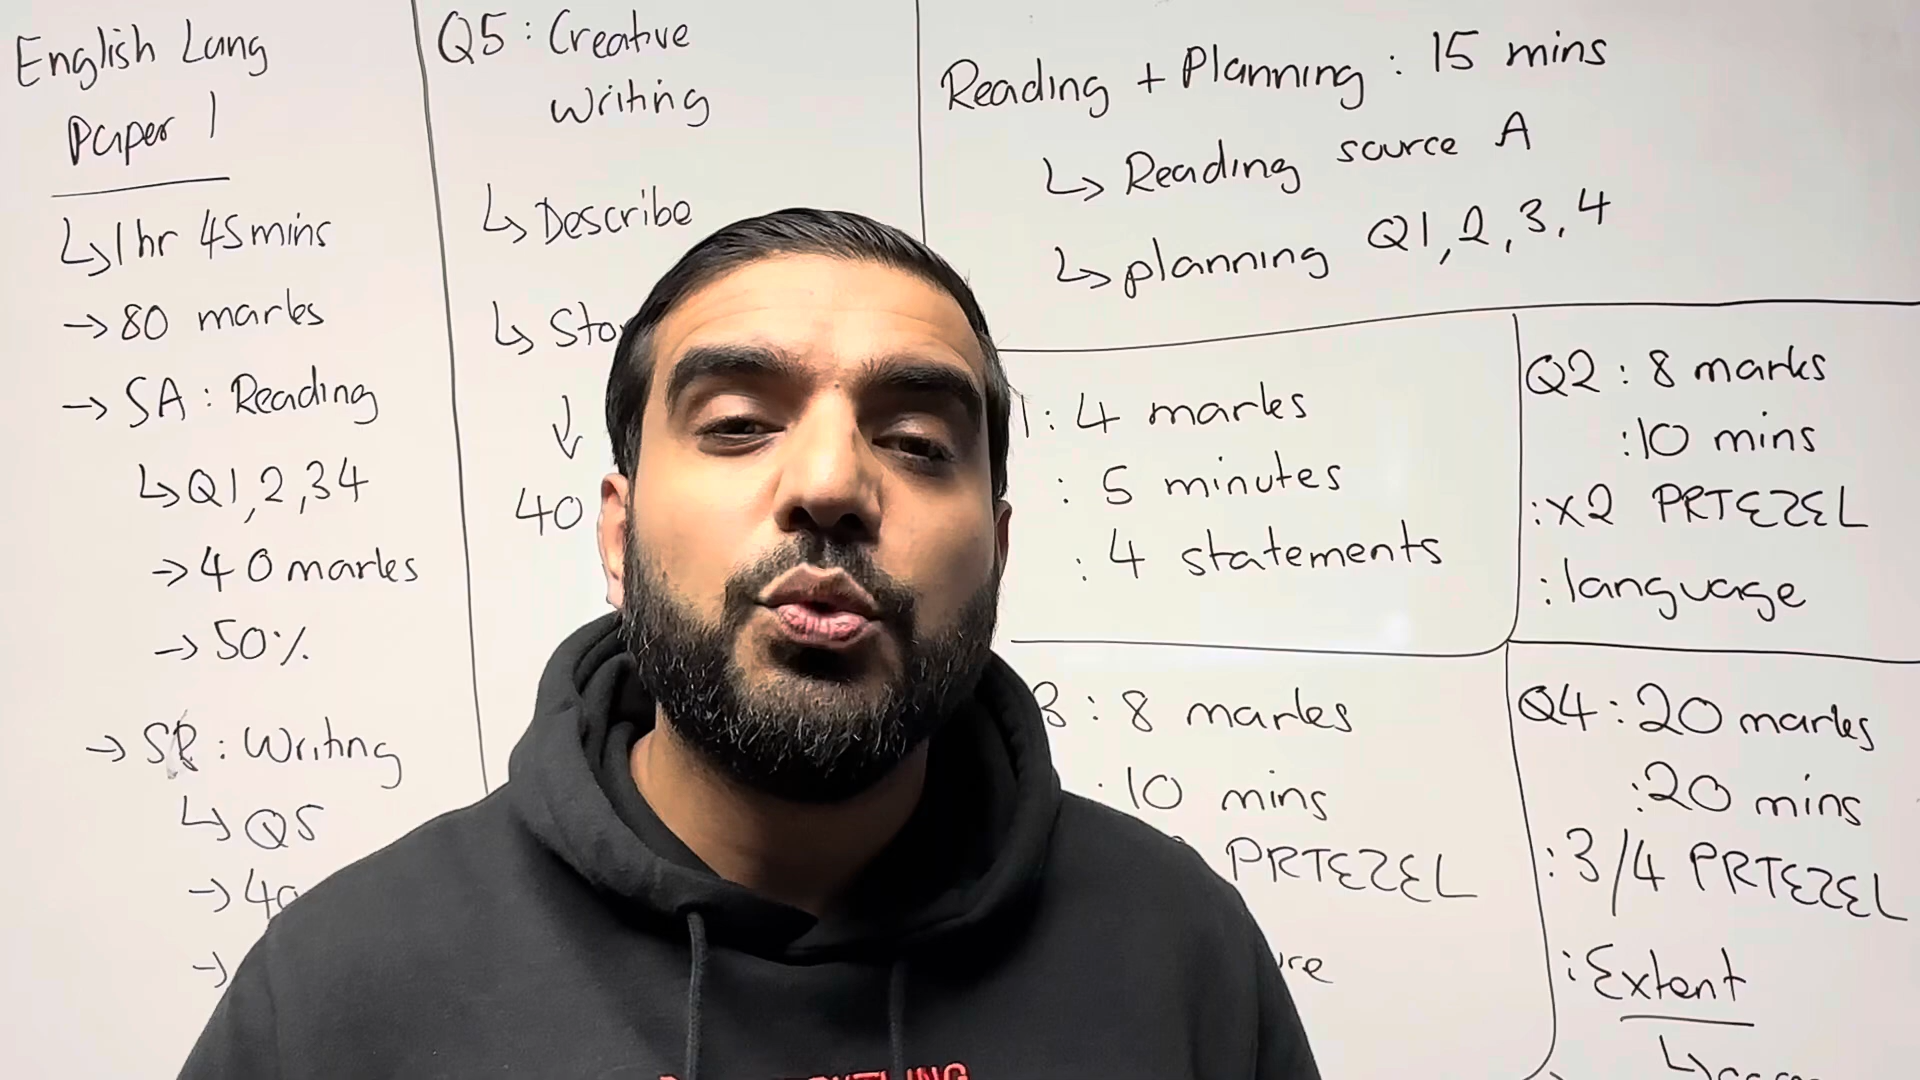 English Lang
Paper 1
↳ 1hr 45mins
→ 80 marks
→ SA : Reading
↳ Q1,2,34
→ 40 marks
→ 50%
→ : Writing
↳ Q5
Q5 : Creative
Writing
↳ Describe
↳
↓
40
Reading + Planning : 15 mins
↳ Reading source A
↳ planning Q1,2,3,4
1 : 4 marks
: 5 minutes
: 4 statements
Q2 : 8 marks
:10 mins
:x2 PRTEZEL
:language
3 : 8 marks
: 10 mins
PRTEZEL
Q4 : 20 marks
:20 mins
:3/4 PRTEZEL
:Extent